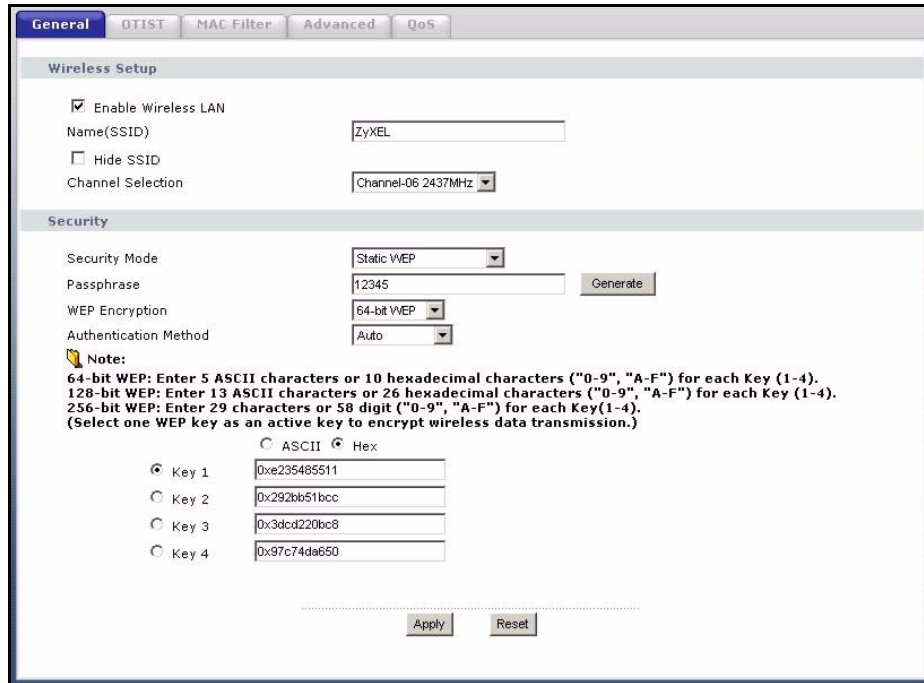 General OTIST MAC Filter Advanced QoS
Wireless Setup
Enable Wireless LAN
Name(SSID) ZyXEL
Hide SSID
Channel Selection Channel-06 2437MHz
Security
Security Mode Static WEP
Passphrase 12345 Generate
WEP Encryption 64-bit WEP
Authentication Method Auto
Note:
64-bit WEP: Enter 5 ASCII characters or 10 hexadecimal characters ("0-9", "A-F") for each Key (1-4).
128-bit WEP: Enter 13 ASCII characters or 26 hexadecimal characters ("0-9", "A-F") for each Key (1-4).
256-bit WEP: Enter 29 characters or 58 digit ("0-9", "A-F") for each Key(1-4).
(Select one WEP key as an active key to encrypt wireless data transmission.)
ASCII Hex
Key 1 0xe235485511
Key 2 0x292bb51bcc
Key 3 0x3dcd220bc8
Key 4 0x97c74da650
Apply Reset